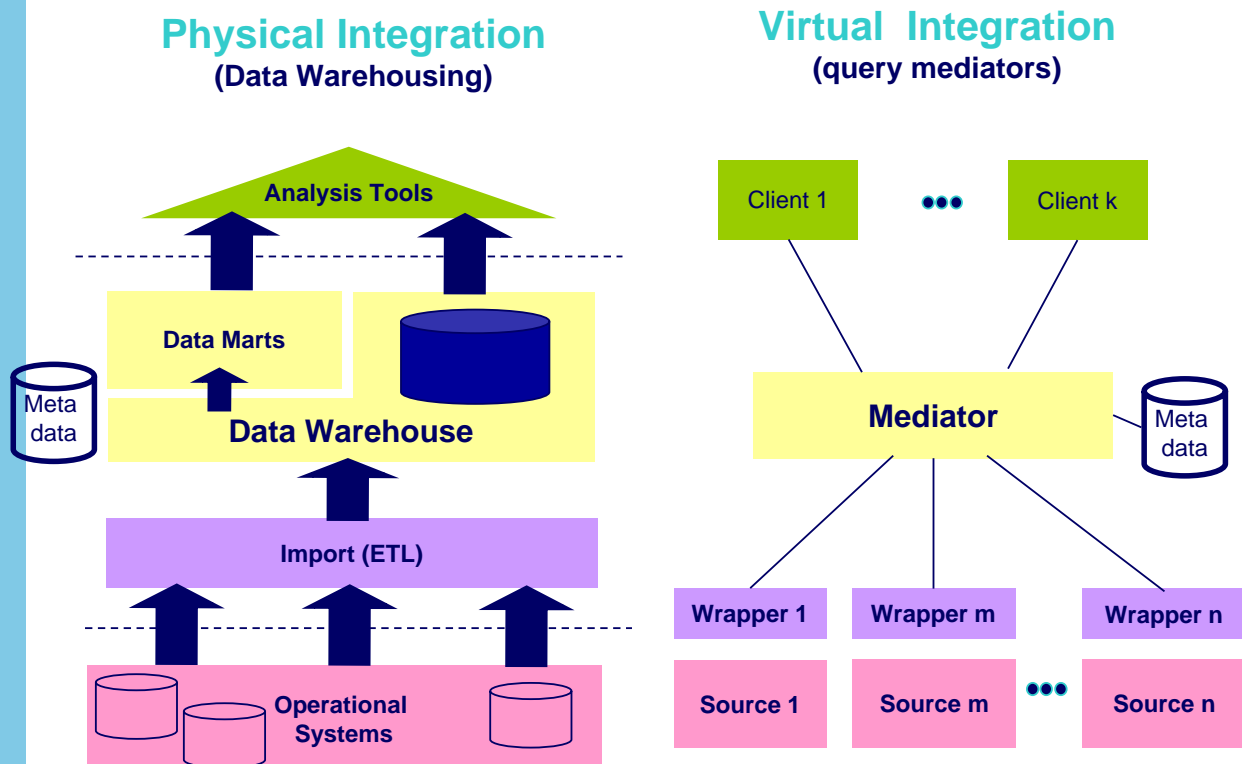 Physical Integration
(Data Warehousing)
Analysis Tools
Data Marts
Meta
data
Data Warehouse
Import (ETL)
Operational
Systems
Virtual Integration
(query mediators)
Client 1
Client k
Mediator
Meta
data
Wrapper 1
Wrapper m
Wrapper n
Source 1
Source m
Source n